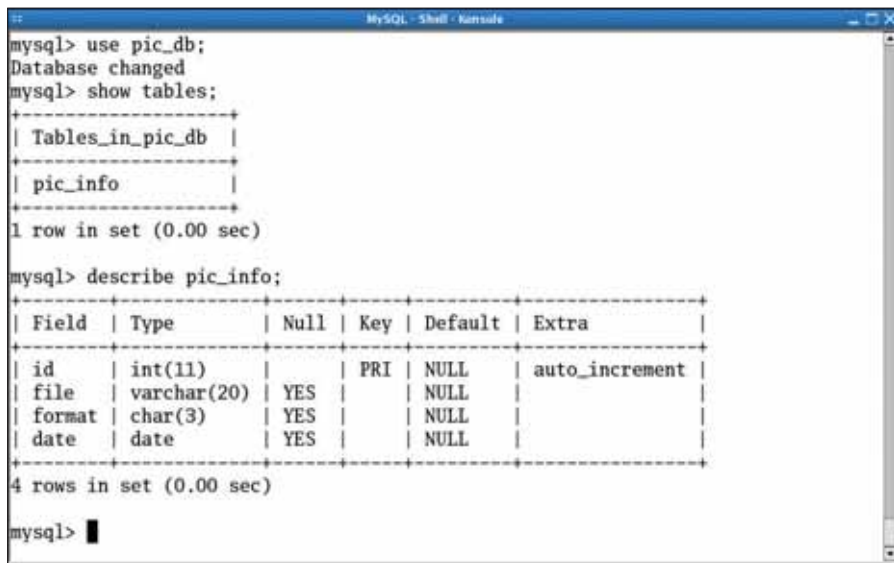 MySQL - Shell - Konsole
mysql> use pic_db;
Database changed
mysql> show tables;
+-------------------+
| Tables_in_pic_db  |
+-------------------+
| pic_info          |
+-------------------+
1 row in set (0.00 sec)
mysql> describe pic_info;
+--------+-------------+------+-----+---------+----------------+
| Field  | Type        | Null | Key | Default | Extra          |
+--------+-------------+------+-----+---------+----------------+
| id     | int(11)     |      | PRI | NULL    | auto_increment |
| file   | varchar(20) | YES  |     | NULL    |                |
| format | char(3)     | YES  |     | NULL    |                |
| date   | date        | YES  |     | NULL    |                |
+--------+-------------+------+-----+---------+----------------+
4 rows in set (0.00 sec)
mysql>